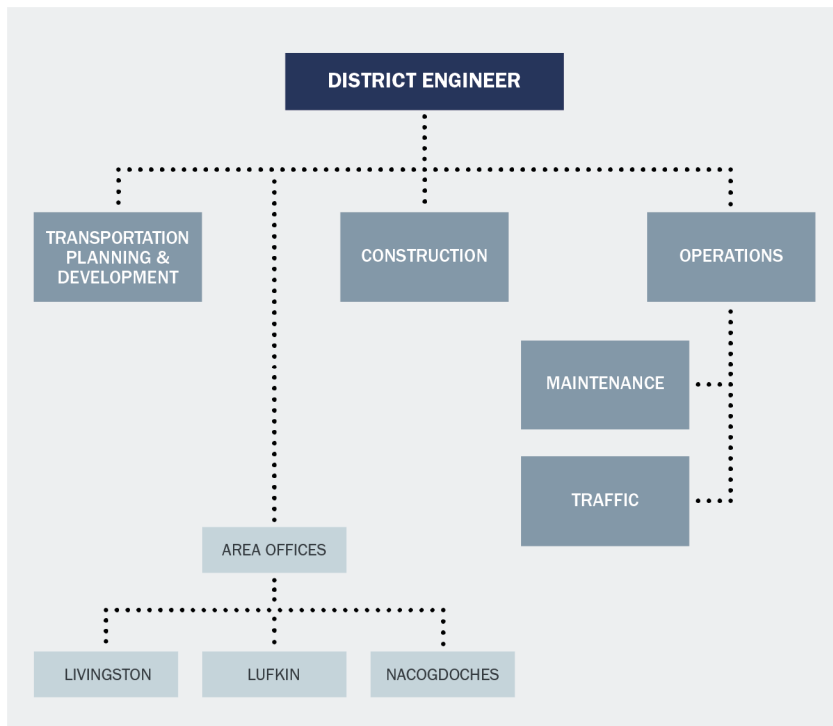 DISTRICT ENGINEER
TRANSPORTATION
PLANNING &
DEVELOPMENT
CONSTRUCTION
OPERATIONS
MAINTENANCE
TRAFFIC
AREA OFFICES
LIVINGSTON
LUFKIN
NACOGDOCHES